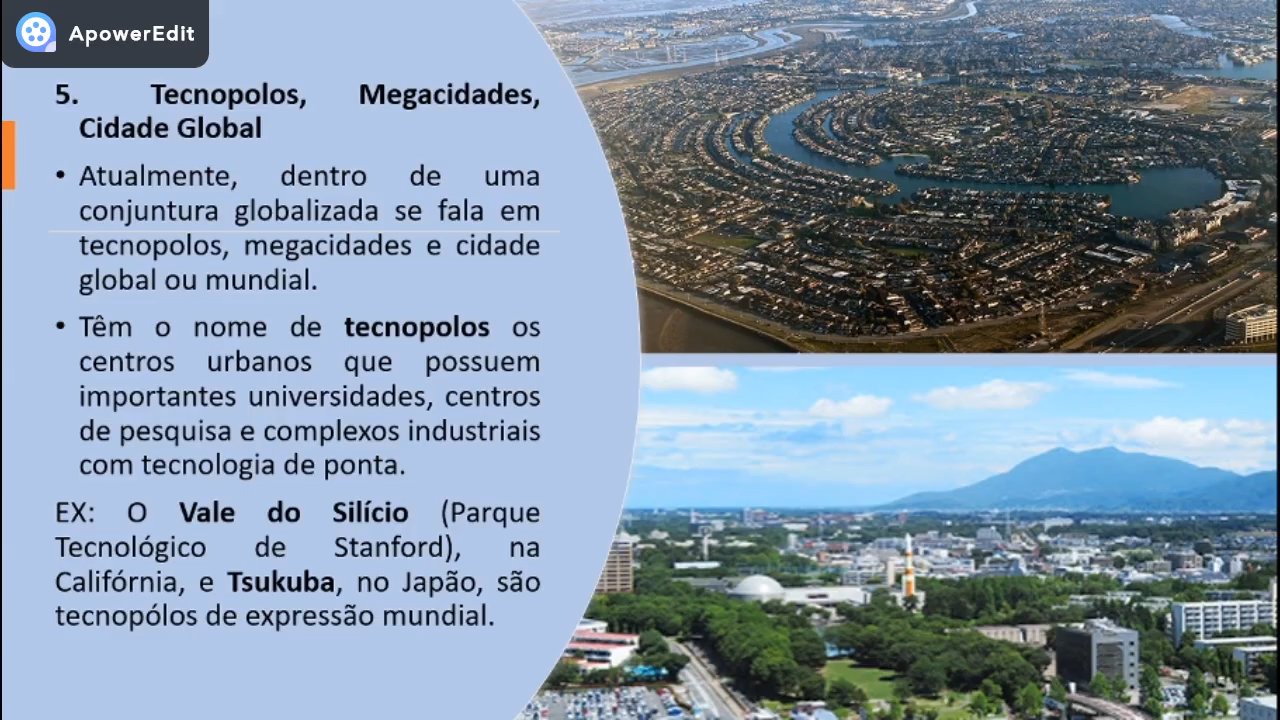 ApowerEdit
5. Tecnopolos, Megacidades,
Cidade Global
• Atualmente, dentro de uma
conjuntura globalizada se fala em
tecnopolos, megacidades e cidade
global ou mundial.
• Têm o nome de tecnopolos os
centros urbanos que possuem
importantes universidades, centros
de pesquisa e complexos industriais
com tecnologia de ponta.
EX: O Vale do Silício (Parque
Tecnológico de Stanford), na
Califórnia, e Tsukuba, no Japão, são
tecnopólos de expressão mundial.